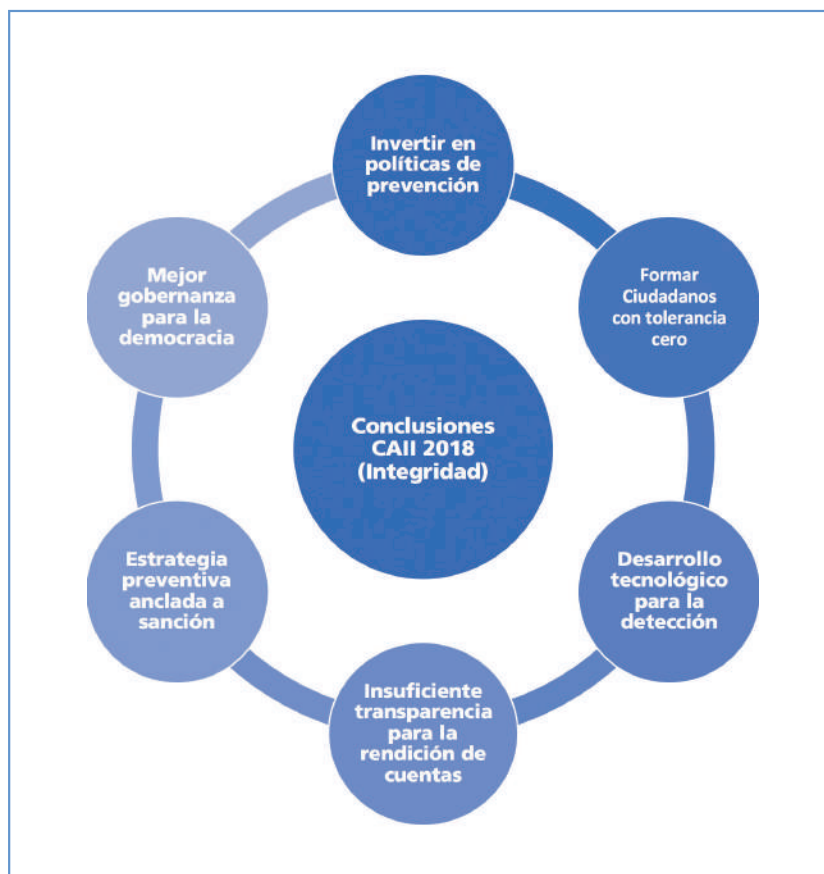 Invertir en
políticas de
prevención
Formar
Ciudadanos
con tolerancia
cero
Desarrollo
tecnológico
para la
detección
Insuficiente
transparencia
para la
rendición de
cuentas
Estrategia
preventiva
anclada a
sanción
Mejor
gobernanza
para la
democracia
Conclusiones
CAII 2018
(Integridad)